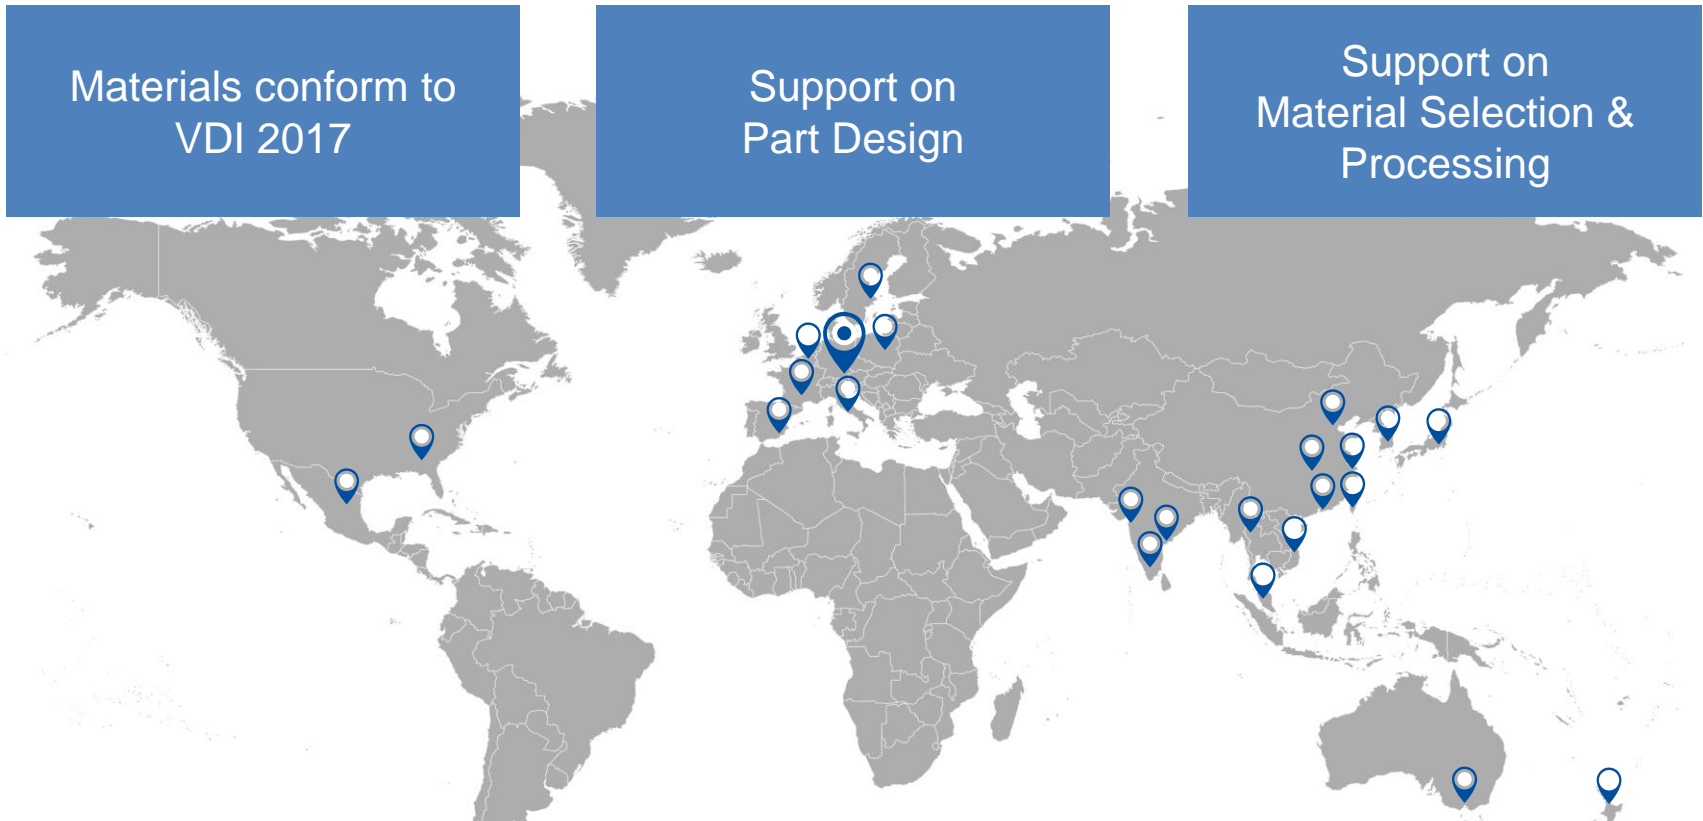 Materials conform to
VDI 2017
Support on
Part Design
Support on
Material Selection &
Processing